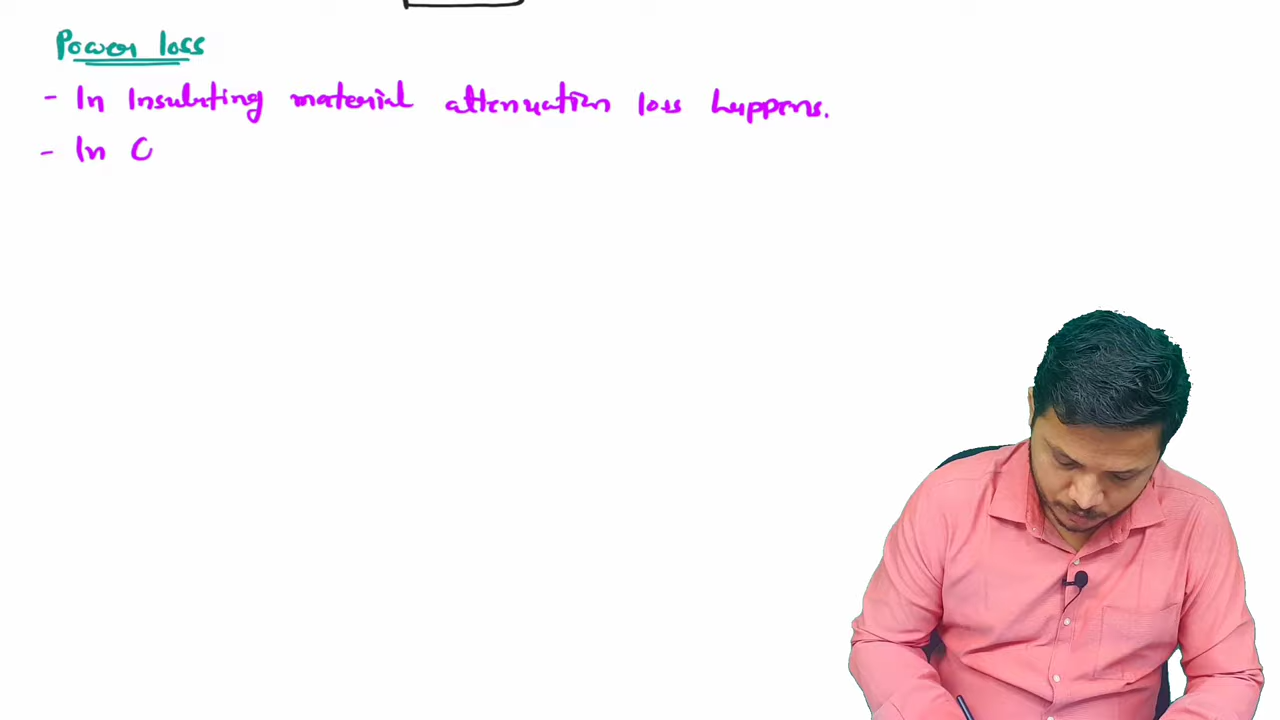 Power loss
- In Insulating material attenuation loss happens.
- In C